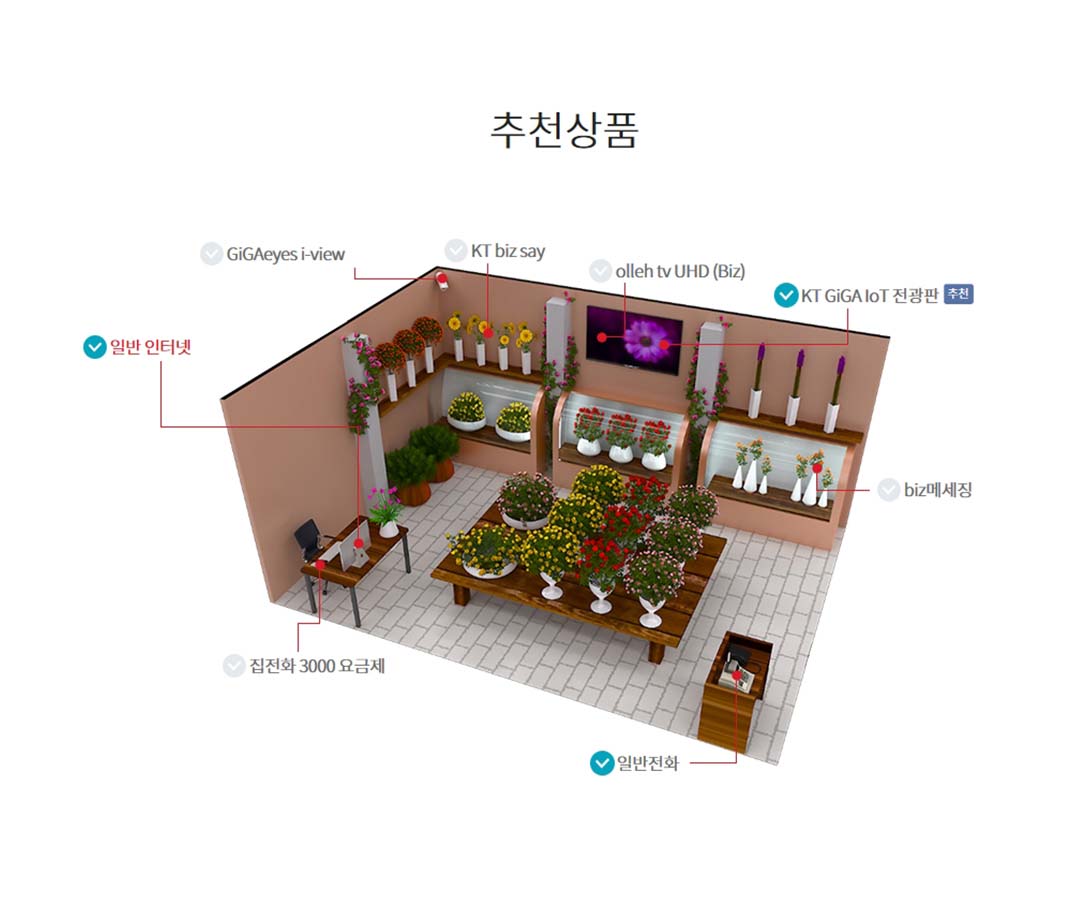 추천상품
GiGAeyes i-view
KT biz say
olleh tv UHD (Biz)
KT GiGA IoT 전광판 추천
일반 인터넷
biz메세징
집전화 3000 요금제
일반전화